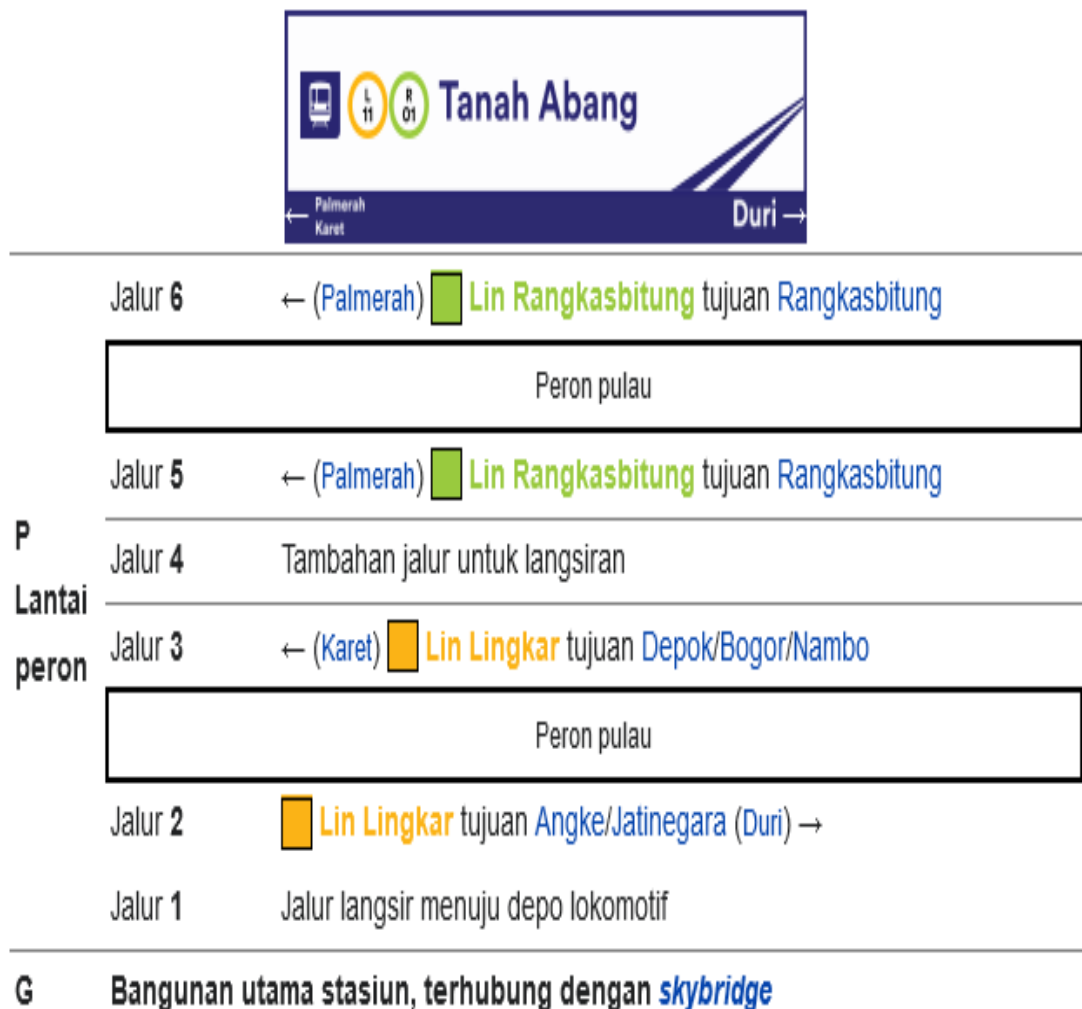 L
11
R
01
Tanah Abang
← Palmerah
Karet
Duri →
Jalur 6 ← (Palmerah) Lin Rangkasbitung tujuan Rangkasbitung
Peron pulau
Jalur 5 ← (Palmerah) Lin Rangkasbitung tujuan Rangkasbitung
P
Lantai
peron
Jalur 4 Tambahan jalur untuk langsiran
Jalur 3 ← (Karet) Lin Lingkar tujuan Depok/Bogor/Nambo
Peron pulau
Jalur 2 Lin Lingkar tujuan Angke/Jatinegara (Duri) →
Jalur 1 Jalur langsir menuju depo lokomotif
G Bangunan utama stasiun, terhubung dengan skybridge